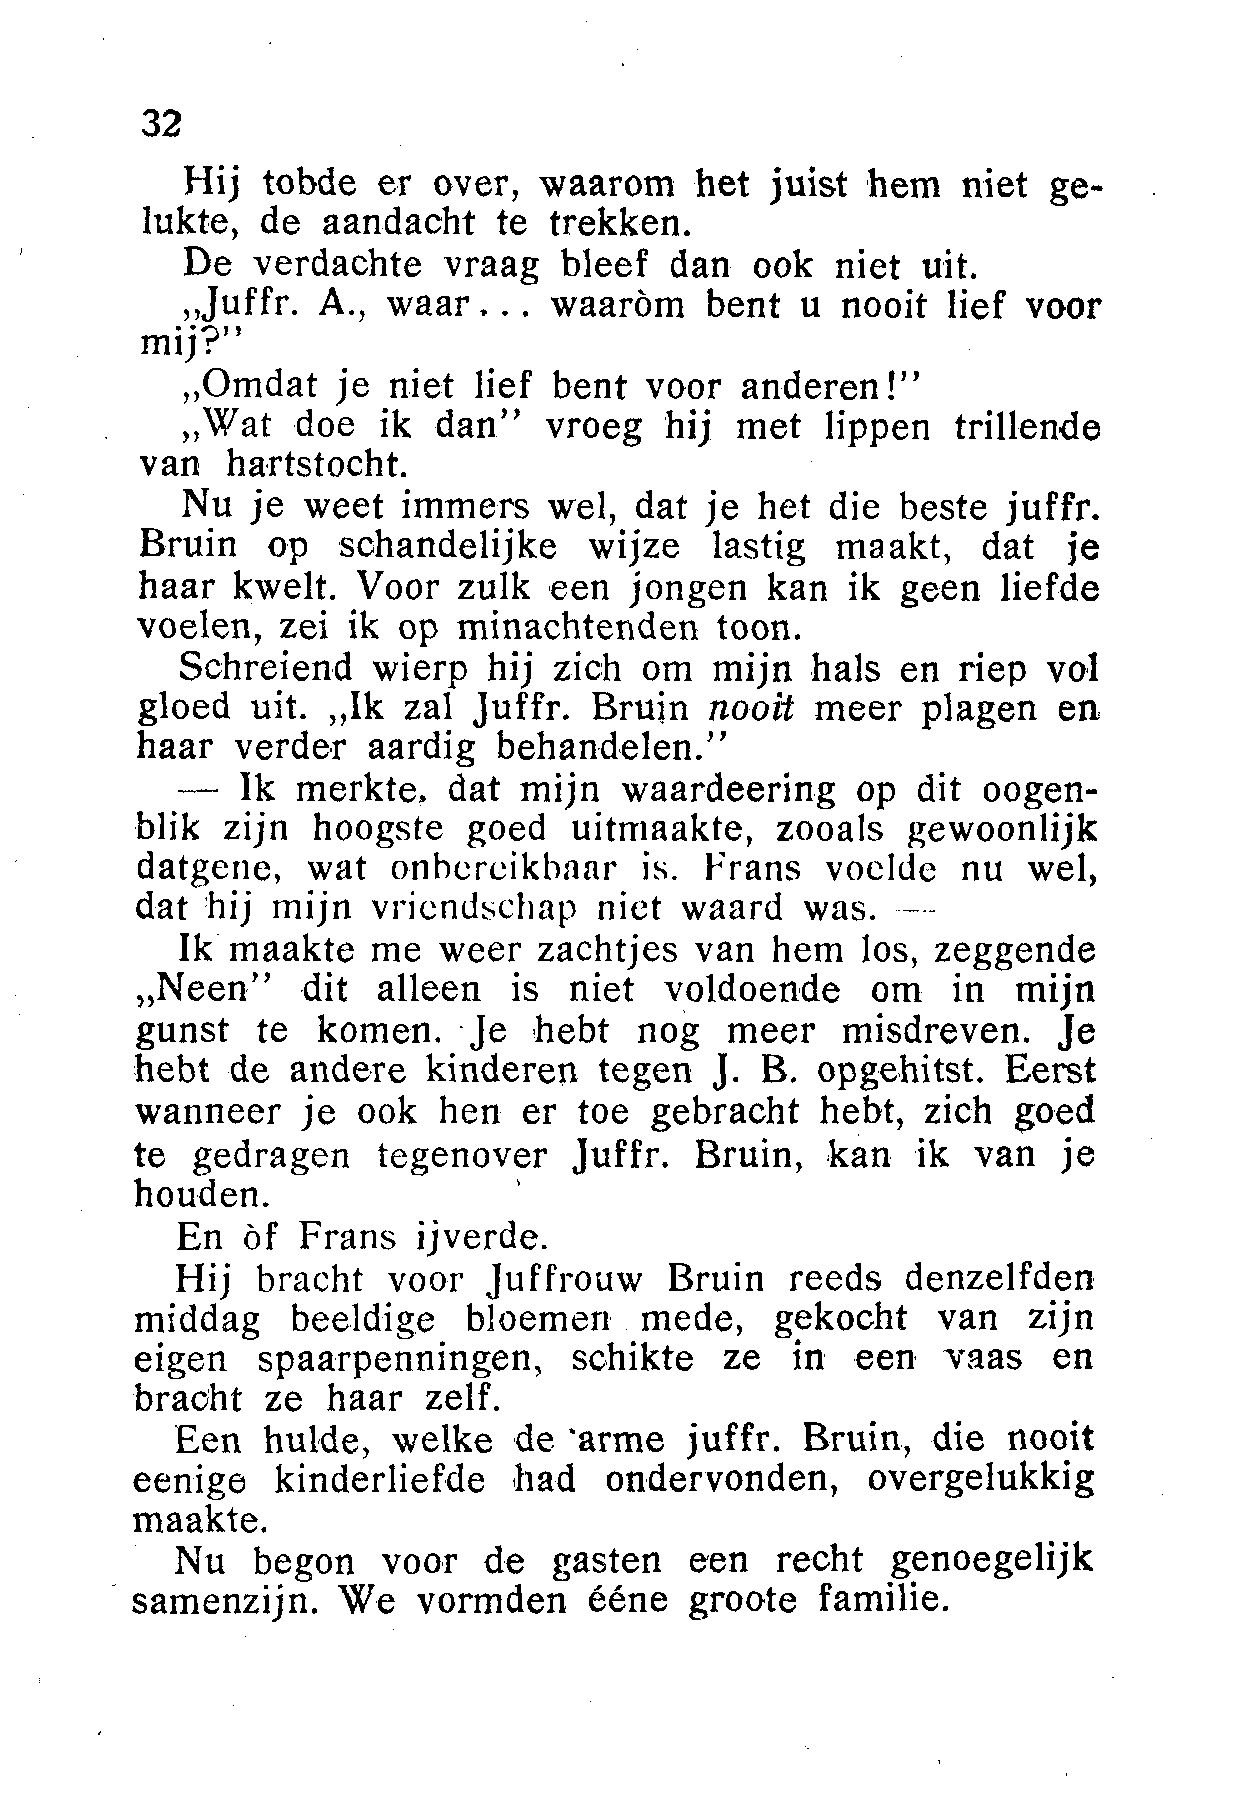 32
Hij tobde er over, waarom het juist hem niet ge-
lukte, de aandacht te trekken.
De verdachte vraag bleef dan ook niet uit.
„Juffr. A., waar... waaròm bent u nooit lief voor
mij?”
„Omdat je niet lief bent voor anderen!”
„Wat doe ik dan” vroeg hij met lippen trillende
van hartstocht.
Nu je weet immers wel, dat je het die beste juffr.
Bruin op schandelijke wijze lastig maakt, dat je
haar kwelt. Voor zulk een jongen kan ik geen liefde
voelen, zei ik op minachtenden toon.
Schreiend wierp hij zich om mijn hals en riep vol
gloed uit. „Ik zal Juffr. Bruin nooit meer plagen en
haar verder aardig behandelen.”
— Ik merkte, dat mijn waardeering op dit oogen-
blik zijn hoogste goed uitmaakte, zooals gewoonlijk
datgene, wat onbereikbaar is. Frans voelde nu wel,
dat hij mijn vriendschap niet waard was. —
Ik maakte me weer zachtjes van hem los, zeggende
„Neen” dit alleen is niet voldoende om in mijn
gunst te komen. Je hebt nog meer misdreven. Je
hebt de andere kinderen tegen J. B. opgehitst. Eerst
wanneer je ook hen er toe gebracht hebt, zich goed
te gedragen tegenover Juffr. Bruin, kan ik van je
houden.
En òf Frans ijverde.
Hij bracht voor Juffrouw Bruin reeds denzelfden
middag beeldige bloemen mede, gekocht van zijn
eigen spaarpenningen, schikte ze in een vaas en
bracht ze haar zelf.
Een hulde, welke de arme juffr. Bruin, die nooit
eenige kinderliefde had ondervonden, overgelukkig
maakte.
Nu begon voor de gasten een recht genoegelijk
samenzijn. We vormden ééne groote familie.